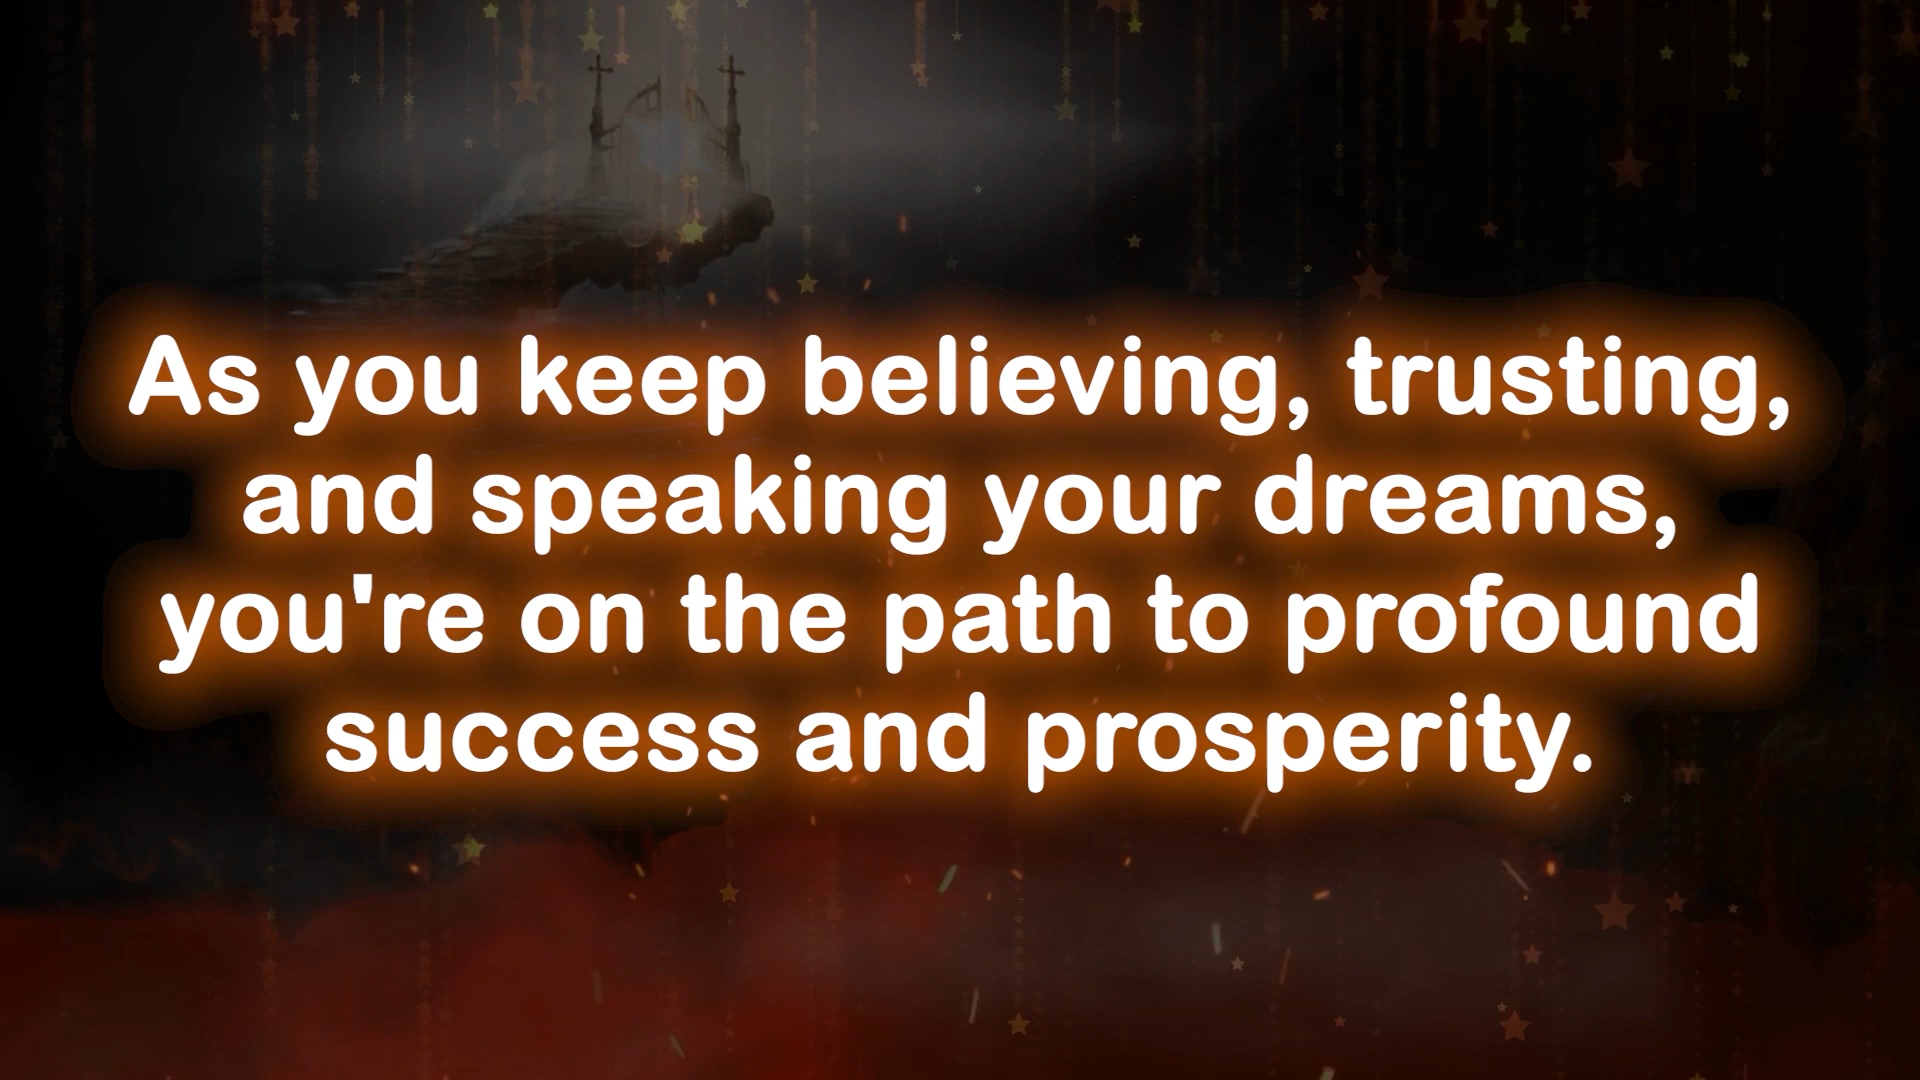 As you keep believing, trusting,
and speaking your dreams,
you're on the path to profound
success and prosperity.